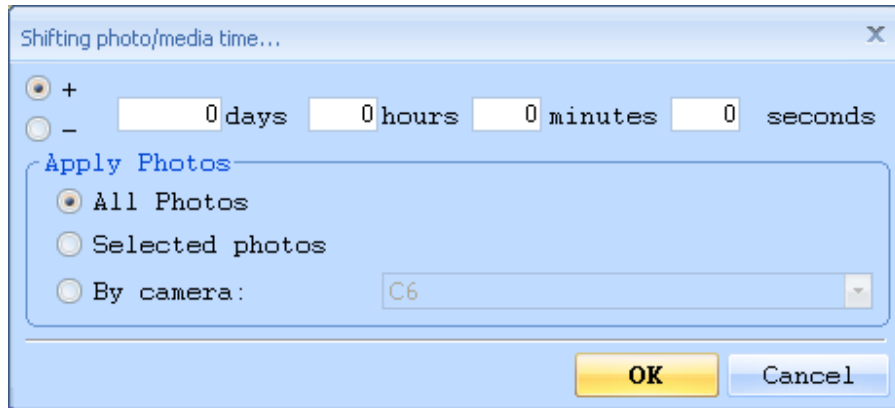 Shifting photo/media time...
+
0 days 0 hours 0 minutes 0 seconds
–
Apply Photos
All Photos
Selected photos
By camera: C6
OK Cancel